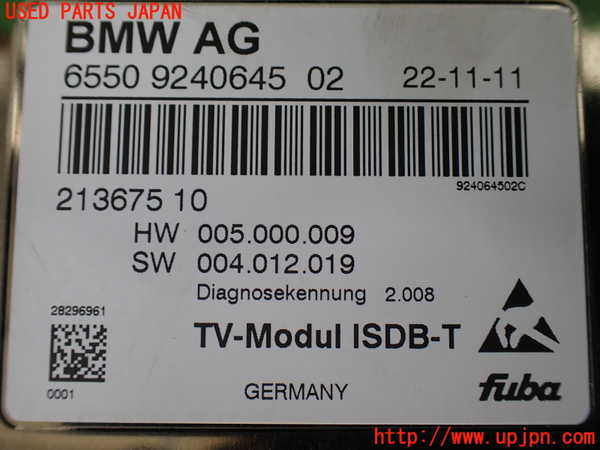 USED PARTS JAPAN
BMW AG
6550 9240645 02 22-11-11
924064502C
213675 10
HW 005.000.009
SW 004.012.019
Diagnosekennung 2.008
28296961
TV-Modul ISDB-T
0001
GERMANY
fuba
http://www.upjpn.com